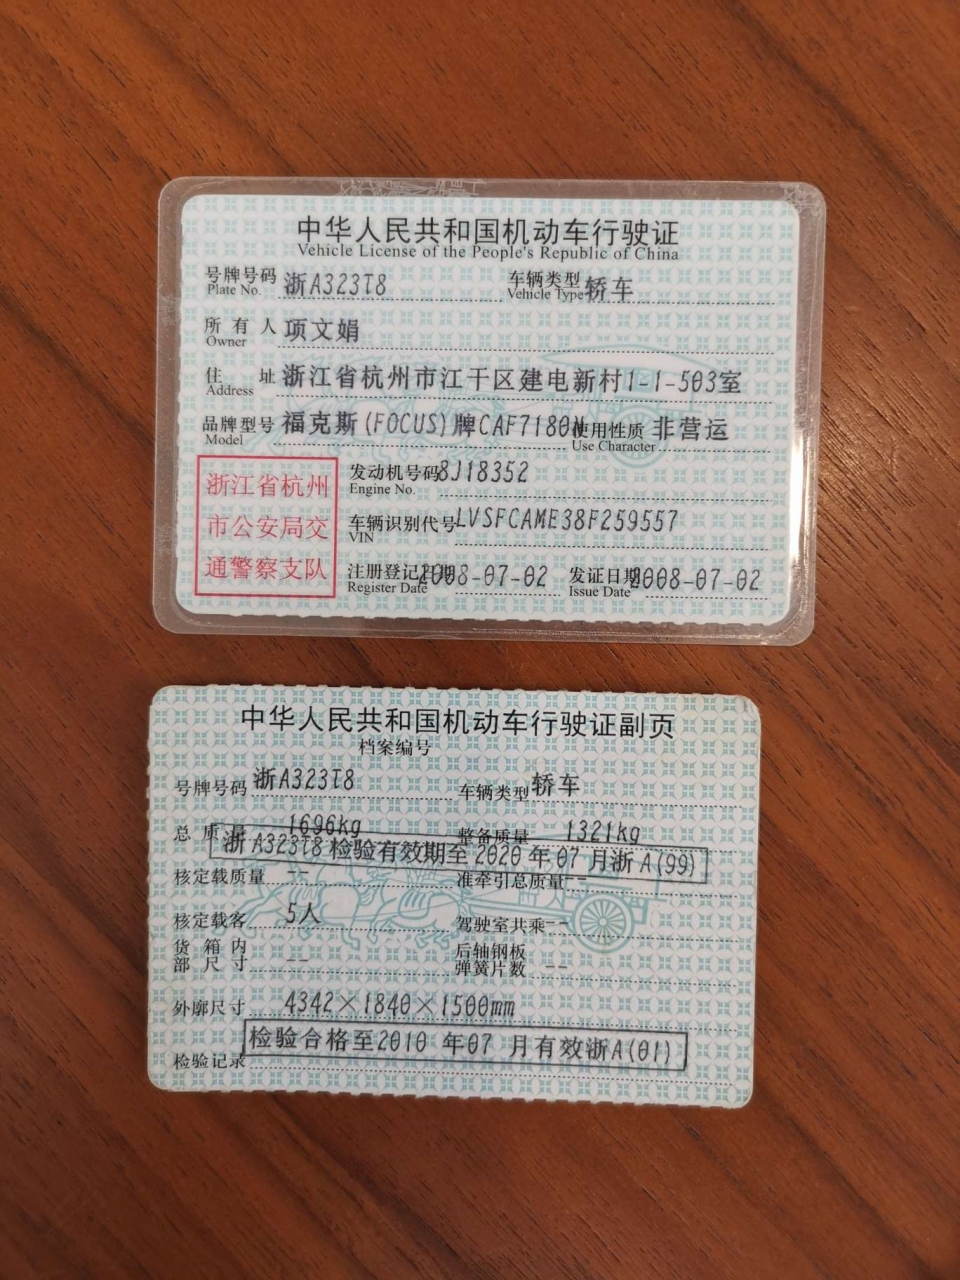 中华人民共和国机动车行驶证
Vehicle License of the People's Republic of China
号牌号码 浙A323T8 车辆类型 轿车
Plate No. Vehicle Type
所有人 项文娟
Owner
住址 浙江省杭州市江干区建电新村1-1-503室
Address
品牌型号 福克斯(FOCUS)牌CAF7180M 使用性质 非营运
Model Use Character
浙江省杭州
市公安局交
通警察支队
发动机号码 8J18352
Engine No.
车辆识别代号 LVSFCAME38F259557
VIN
注册登记日期 2008-07-02 发证日期 2008-07-02
Register Date Issue Date
中华人民共和国机动车行驶证副页
档案编号
号牌号码 浙A323T8 车辆类型 轿车
总质量 1696kg 整备质量 1321kg
浙A323T8 检验有效期至 2020 年 07 月浙A(99)
核定载质量 -- 准牵引总质量 --
核定载客 5人 驾驶室共乘 --
货箱内部尺寸 -- 后轴钢板弹簧片数 --
外廓尺寸 4342×1840×1500mm
检验合格至2010 年07 月有效浙A(01)
检验记录